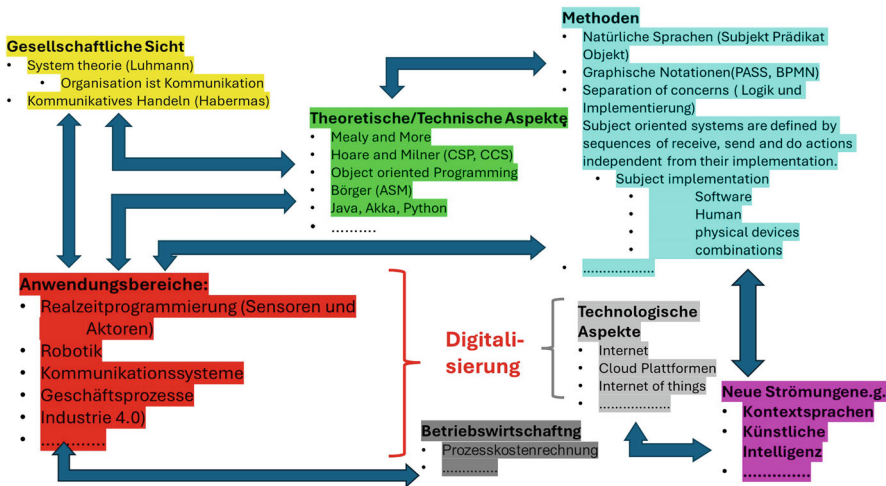 Gesellschaftliche Sicht
• System theorie (Luhmann)
• Organisation ist Kommunikation
• Kommunikatives Handeln (Habermas)
Theoretische/Technische Aspekte
• Mealy and More
• Hoare and Milner (CSP, CCS)
• Object oriented Programming
• Börger (ASM)
• Java, Akka, Python
• ..........
Methoden
• Natürliche Sprachen (Subjekt Prädikat
Objekt)
• Graphische Notationen(PASS, BPMN)
• Separation of concerns ( Logik und
Implementierung)
• Subject oriented systems are defined by
sequences of receive, send and do actions
independent from their implementation.
• Subject implementation
• Software
• Human
• physical devices
• combinations
• ...................
Anwendungsbereiche:
• Realzeitprogrammierung (Sensoren und
Aktoren)
• Robotik
• Kommunikationssysteme
• Geschäftsprozesse
• Industrie 4.0)
• .............
Digitali-
sierung
Technologische
Aspekte
• Internet
• Cloud Plattformen
• Internet of things
• ...................
Betriebswirtschaftng
• Prozesskostenrechnung
• ...............
Neue Strömungene.g.
• Kontextsprachen
• Künstliche
Intelligenz
• ...............